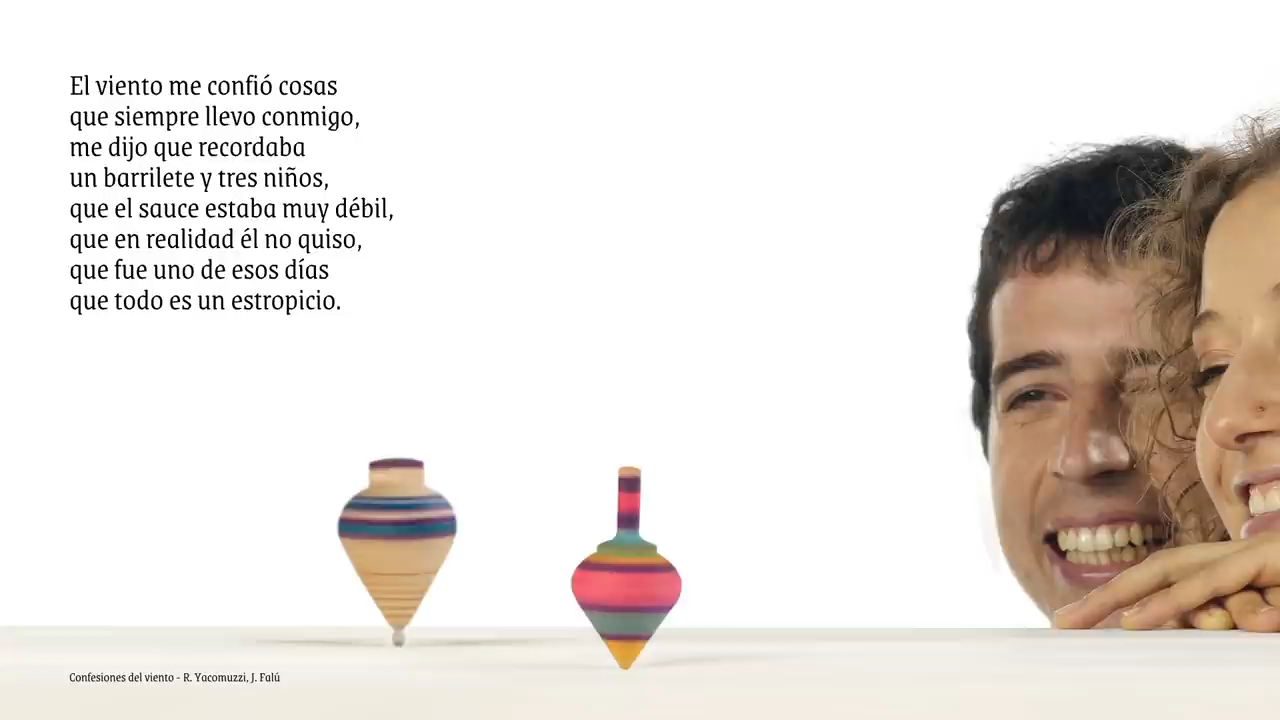 El viento me confió cosas
que siempre llevo conmigo,
me dijo que recordaba
un barrilete y tres niños,
que el sauce estaba muy débil,
que en realidad él no quiso,
que fue uno de esos días
que todo es un estropicio.
Confesiones del viento - R. Yacomuzzi, J. Falú